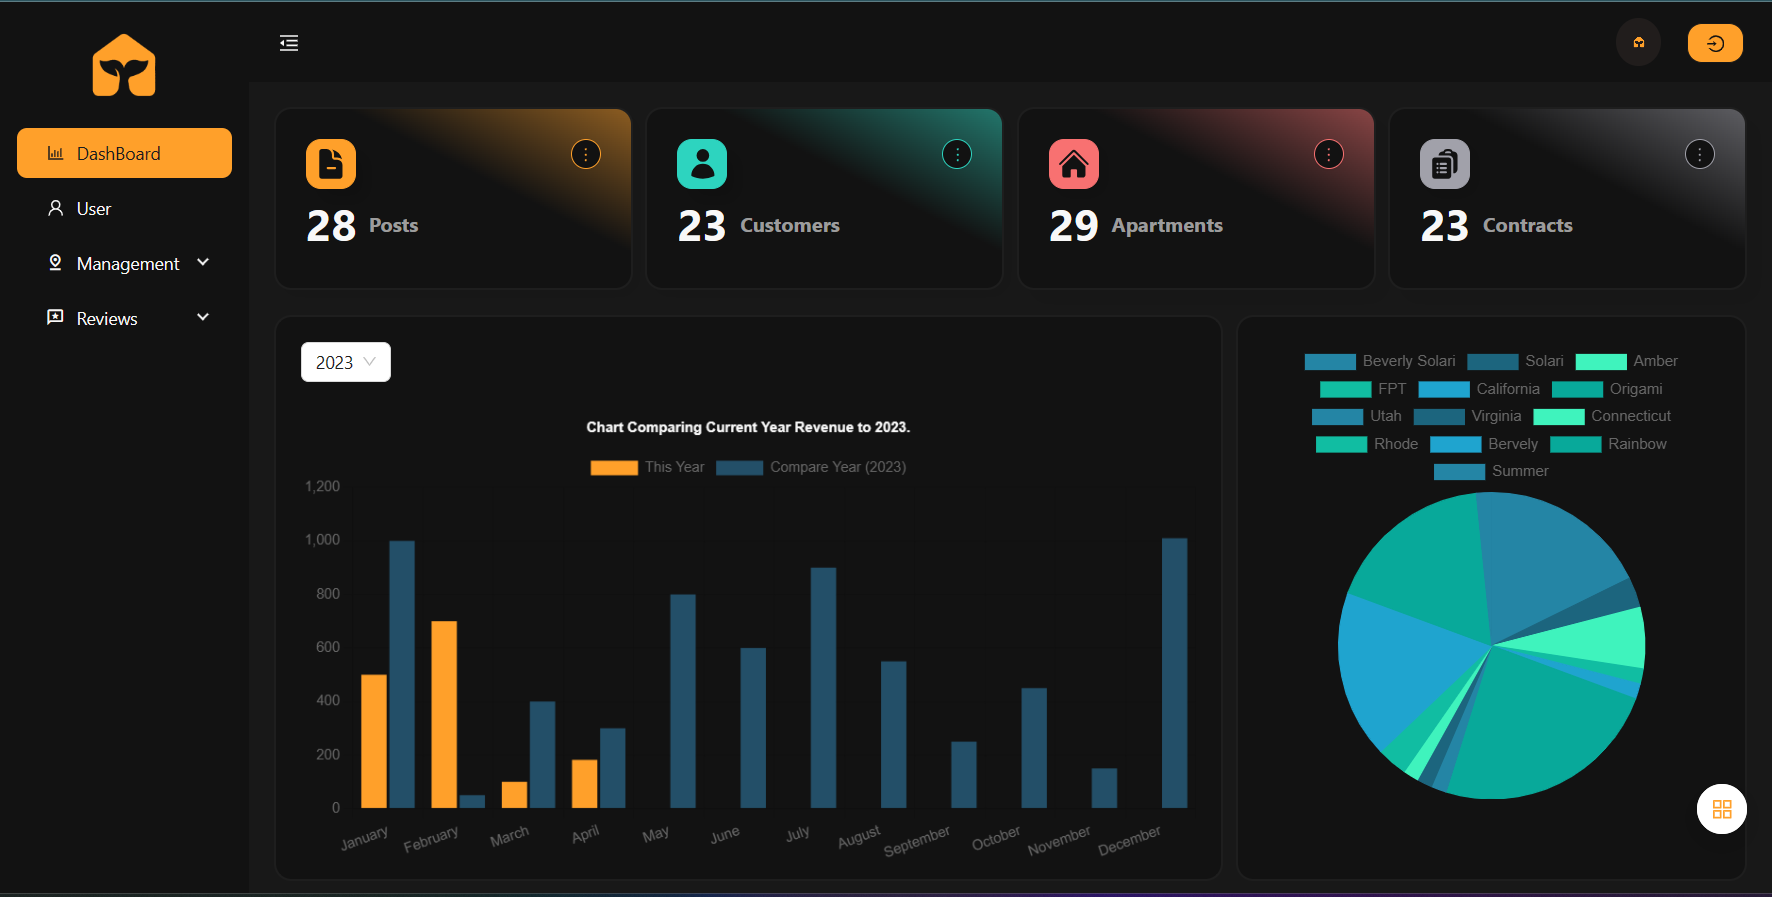 DashBoard
User
Management
Reviews
28 Posts
23 Customers
29 Apartments
23 Contracts
2023
Chart Comparing Current Year Revenue to 2023.
This Year Compare Year (2023)
1,200
1,000
800
600
400
200
0
January February March April May June July August September October November December
Beverly Solari Solari Amber
FPT California Origami
Utah Virginia Connecticut
Rhode Bervely Rainbow
Summer